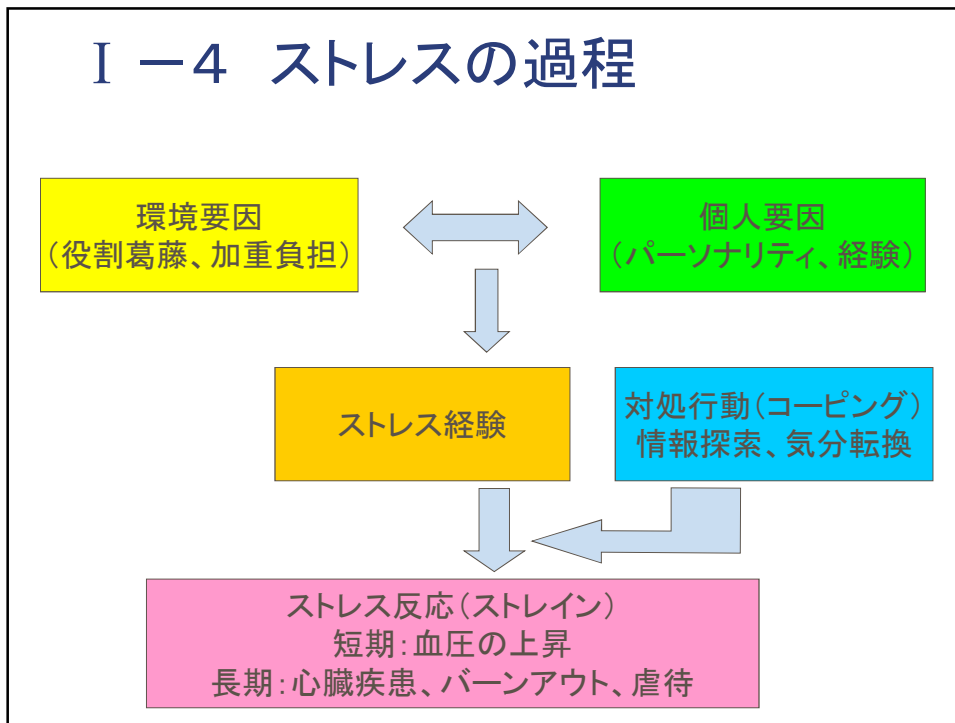 Ⅰ－４ ストレスの過程
環境要因
（役割葛藤、加重負担）
個人要因
（パーソナリティ、経験）
ストレス経験
対処行動（コーピング）
情報探索、気分転換
ストレス反応（ストレイン）
短期：血圧の上昇
長期：心臓疾患、バーンアウト、虐待